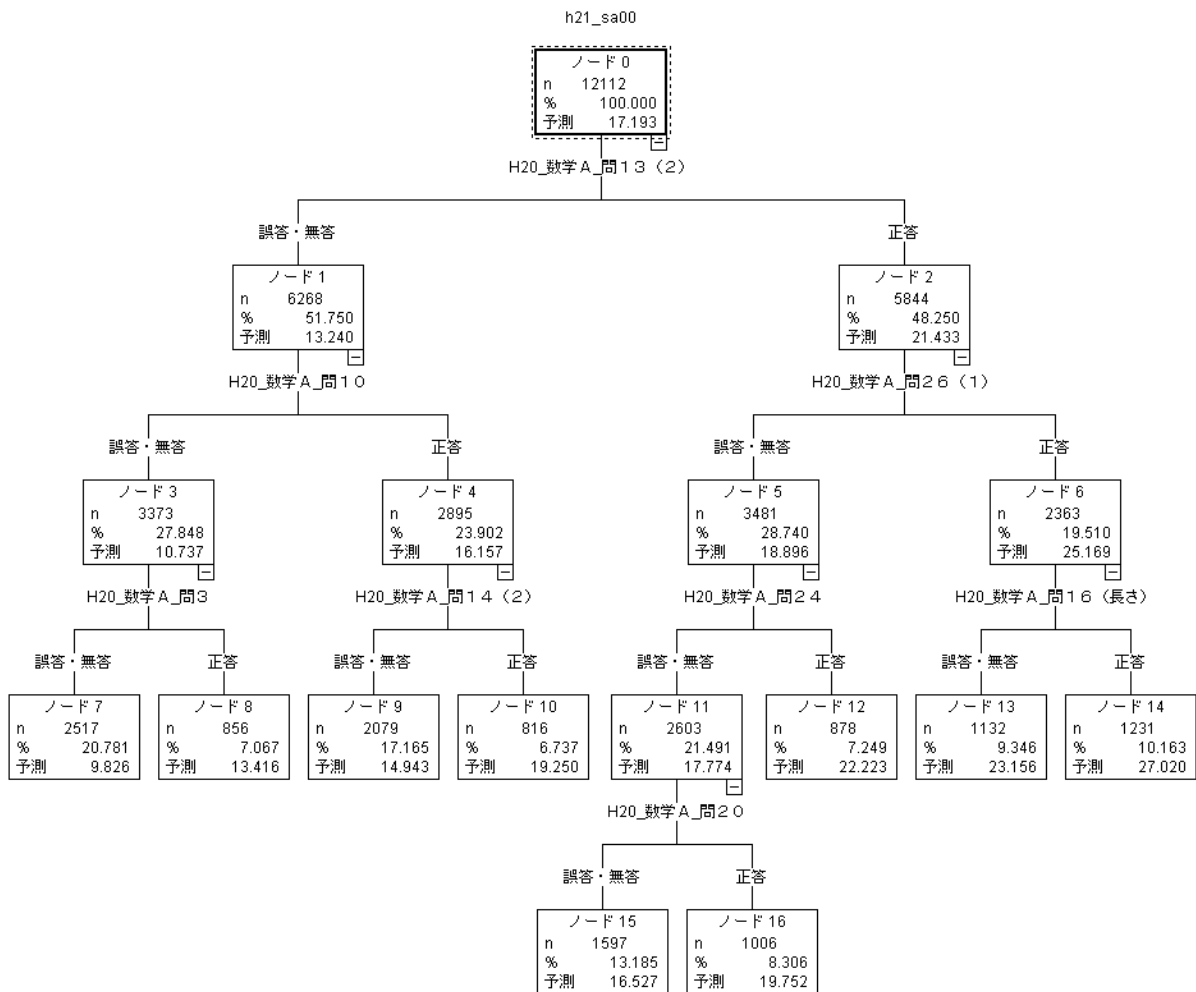 h21_sa00
ノード 0
n 12112
% 100.000
予測 17.193
H20_数学A_問13（2）
誤答・無答
正答
ノード 1
n 6268
% 51.750
予測 13.240
ノード 2
n 5844
% 48.250
予測 21.433
H20_数学A_問10
H20_数学A_問26（1）
誤答・無答
正答
誤答・無答
正答
ノード 3
n 3373
% 27.848
予測 10.737
ノード 4
n 2895
% 23.902
予測 16.157
ノード 5
n 3481
% 28.740
予測 18.896
ノード 6
n 2363
% 19.510
予測 25.169
H20_数学A_問3
H20_数学A_問14（2）
H20_数学A_問24
H20_数学A_問16（長さ）
誤答・無答
正答
誤答・無答
正答
誤答・無答
正答
誤答・無答
正答
ノード 7
n 2517
% 20.781
予測 9.826
ノード 8
n 856
% 7.067
予測 13.416
ノード 9
n 2079
% 17.165
予測 14.943
ノード 10
n 816
% 6.737
予測 19.250
ノード 11
n 2603
% 21.491
予測 17.774
ノード 12
n 878
% 7.249
予測 22.223
ノード 13
n 1132
% 9.346
予測 23.156
ノード 14
n 1231
% 10.163
予測 27.020
H20_数学A_問20
誤答・無答
正答
ノード 15
n 1597
% 13.185
予測 16.527
ノード 16
n 1006
% 8.306
予測 19.752